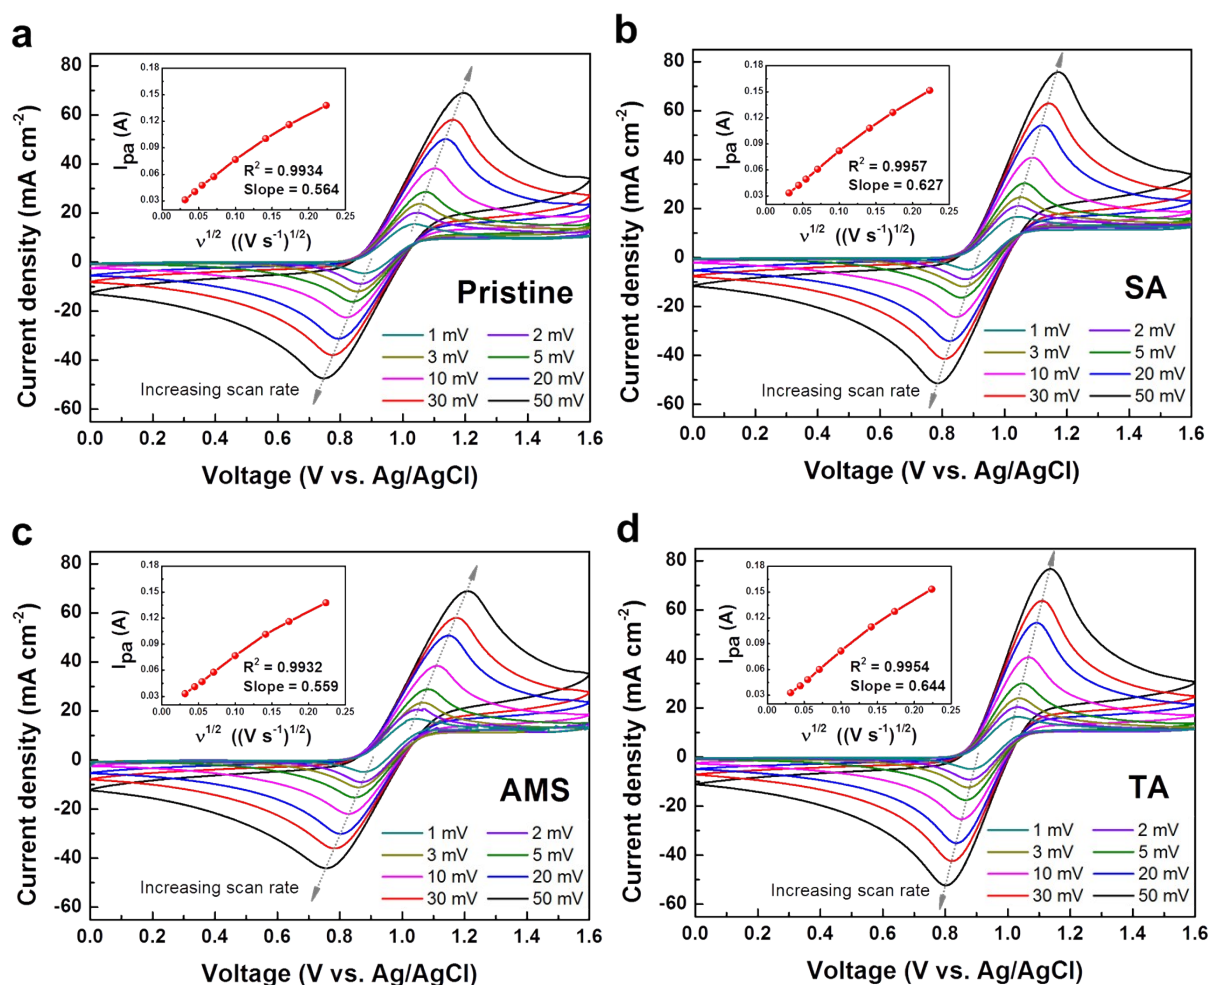 a
Current density (mA cm-2)
80
60
40
20
0
-20
-40
-60
0.0 0.2 0.4 0.6 0.8 1.0 1.2 1.4 1.6
Voltage (V vs. Ag/AgCl)
Ipa (A)
0.18
0.15
0.12
0.09
0.06
0.03
0.00 0.05 0.10 0.15 0.20 0.25
ν1/2 ((V s-1)1/2)
R2 = 0.9934
Slope = 0.564
Pristine
1 mV 2 mV
3 mV 5 mV
10 mV 20 mV
30 mV 50 mV
Increasing scan rate
b
Current density (mA cm-2)
80
60
40
20
0
-20
-40
-60
0.0 0.2 0.4 0.6 0.8 1.0 1.2 1.4 1.6
Voltage (V vs. Ag/AgCl)
Ipa (A)
0.18
0.15
0.12
0.09
0.06
0.03
0.00 0.05 0.10 0.15 0.20 0.25
ν1/2 ((V s-1)1/2)
R2 = 0.9957
Slope = 0.627
SA
1 mV 2 mV
3 mV 5 mV
10 mV 20 mV
30 mV 50 mV
Increasing scan rate
c
Current density (mA cm-2)
80
60
40
20
0
-20
-40
-60
0.0 0.2 0.4 0.6 0.8 1.0 1.2 1.4 1.6
Voltage (V vs. Ag/AgCl)
Ipa (A)
0.18
0.15
0.12
0.09
0.06
0.03
0.00 0.05 0.10 0.15 0.20 0.25
ν1/2 ((V s-1)1/2)
R2 = 0.9932
Slope = 0.559
AMS
1 mV 2 mV
3 mV 5 mV
10 mV 20 mV
30 mV 50 mV
Increasing scan rate
d
Current density (mA cm-2)
80
60
40
20
0
-20
-40
-60
0.0 0.2 0.4 0.6 0.8 1.0 1.2 1.4 1.6
Voltage (V vs. Ag/AgCl)
Ipa (A)
0.18
0.15
0.12
0.09
0.06
0.03
0.00 0.05 0.10 0.15 0.20 0.25
ν1/2 ((V s-1)1/2)
R2 = 0.9954
Slope = 0.644
TA
1 mV 2 mV
3 mV 5 mV
10 mV 20 mV
30 mV 50 mV
Increasing scan rate